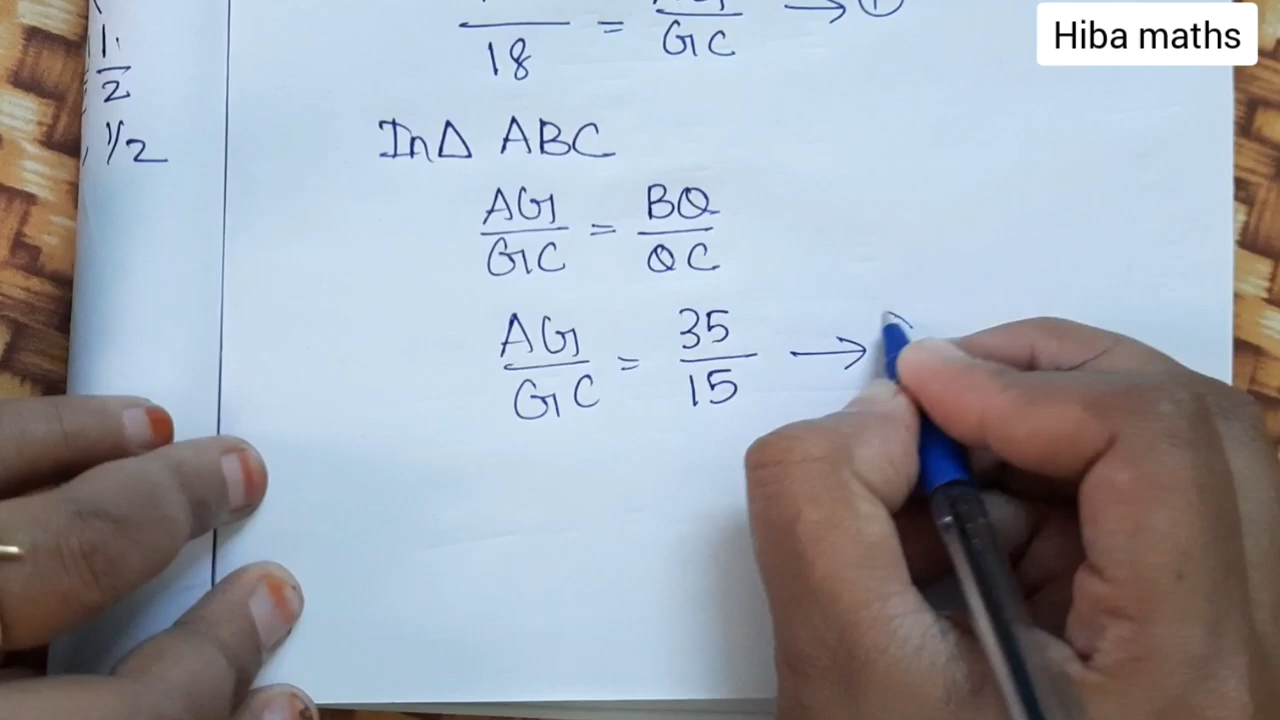 Hiba maths
18 = GC → ①
1
2
, 1/2
In Δ ABC
AG/GC = BQ/QC
AG/GC = 35/15 →